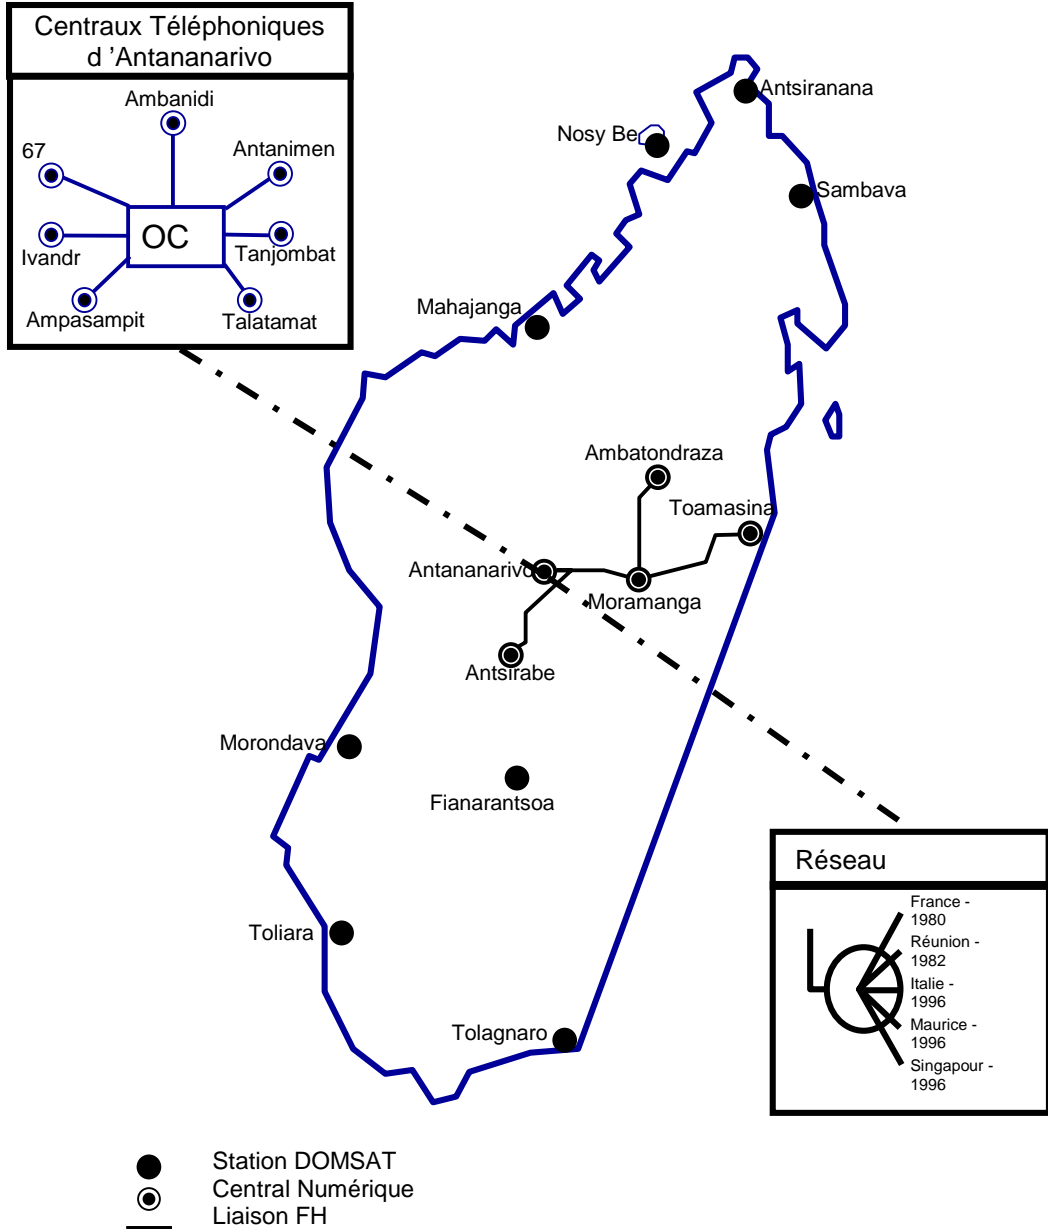 Centraux Téléphoniques
d 'Antananarivo
Ambanidi
67
Antanimen
OC
Ivandr
Tanjombat
Ampasampit
Talatamat
Antsiranana
Nosy Be
Sambava
Mahajanga
Ambatondraza
Toamasina
Antananarivo
Moramanga
Antsirabe
Morondava
Fianarantsoa
Toliara
Tolagnaro
Réseau
France -
1980
Réunion -
1982
Italie -
1996
Maurice -
1996
Singapour -
1996
Station DOMSAT
Central Numérique
Liaison FH